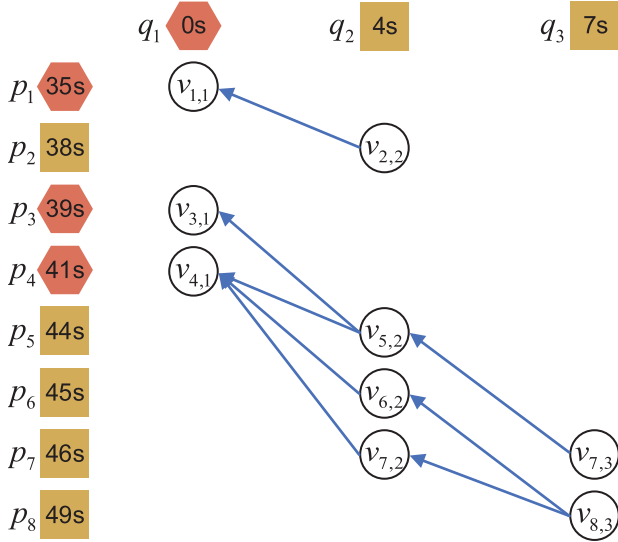 q1 0s q2 4s q3 7s
p1 35s v1,1
p2 38s v2,2
p3 39s v3,1
p4 41s v4,1
p5 44s v5,2
p6 45s v6,2
p7 46s v7,2 v7,3
p8 49s v8,3